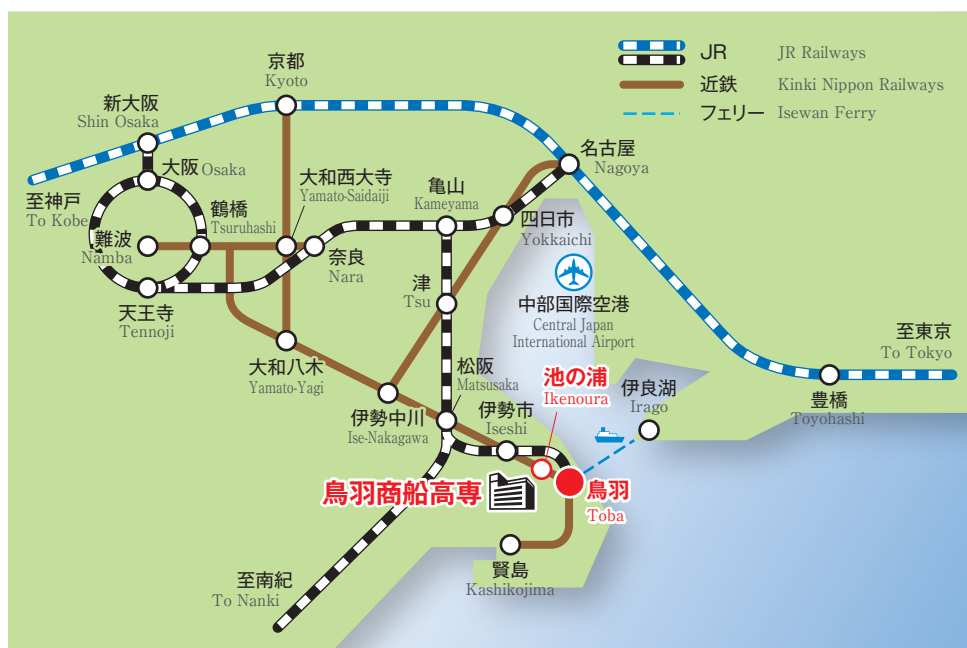 JR JR Railways
近鉄 Kinki Nippon Railways
フェリー Isewan Ferry
京都
Kyoto
新大阪
Shin Osaka
大阪 Osaka
至神戸
To Kobe
鶴橋
Tsuruhashi
大和西大寺
Yamato-Saidaiji
難波
Namba
奈良
Nara
天王寺
Tennoji
亀山
Kameyama
名古屋
Nagoya
四日市
Yokkaichi
津
Tsu
中部国際空港
Central Japan
International Airport
至東京
To Tokyo
豊橋
Toyohashi
大和八木
Yamato-Yagi
松阪
Matsusaka
池の浦
Ikenoura
伊良湖
Irago
伊勢中川
Ise-Nakagawa
伊勢市
Iseshi
鳥羽商船高専
鳥羽
Toba
賢島
Kashikojima
至南紀
To Nanki